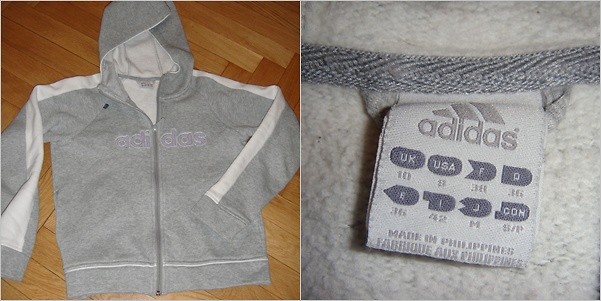 adidas
adidas
UK USA F D
10 8 38 36
E I J CDN
36 42 M S/P
MADE IN PHILIPPINES
FABRIQUE AUX PHILIPPINES